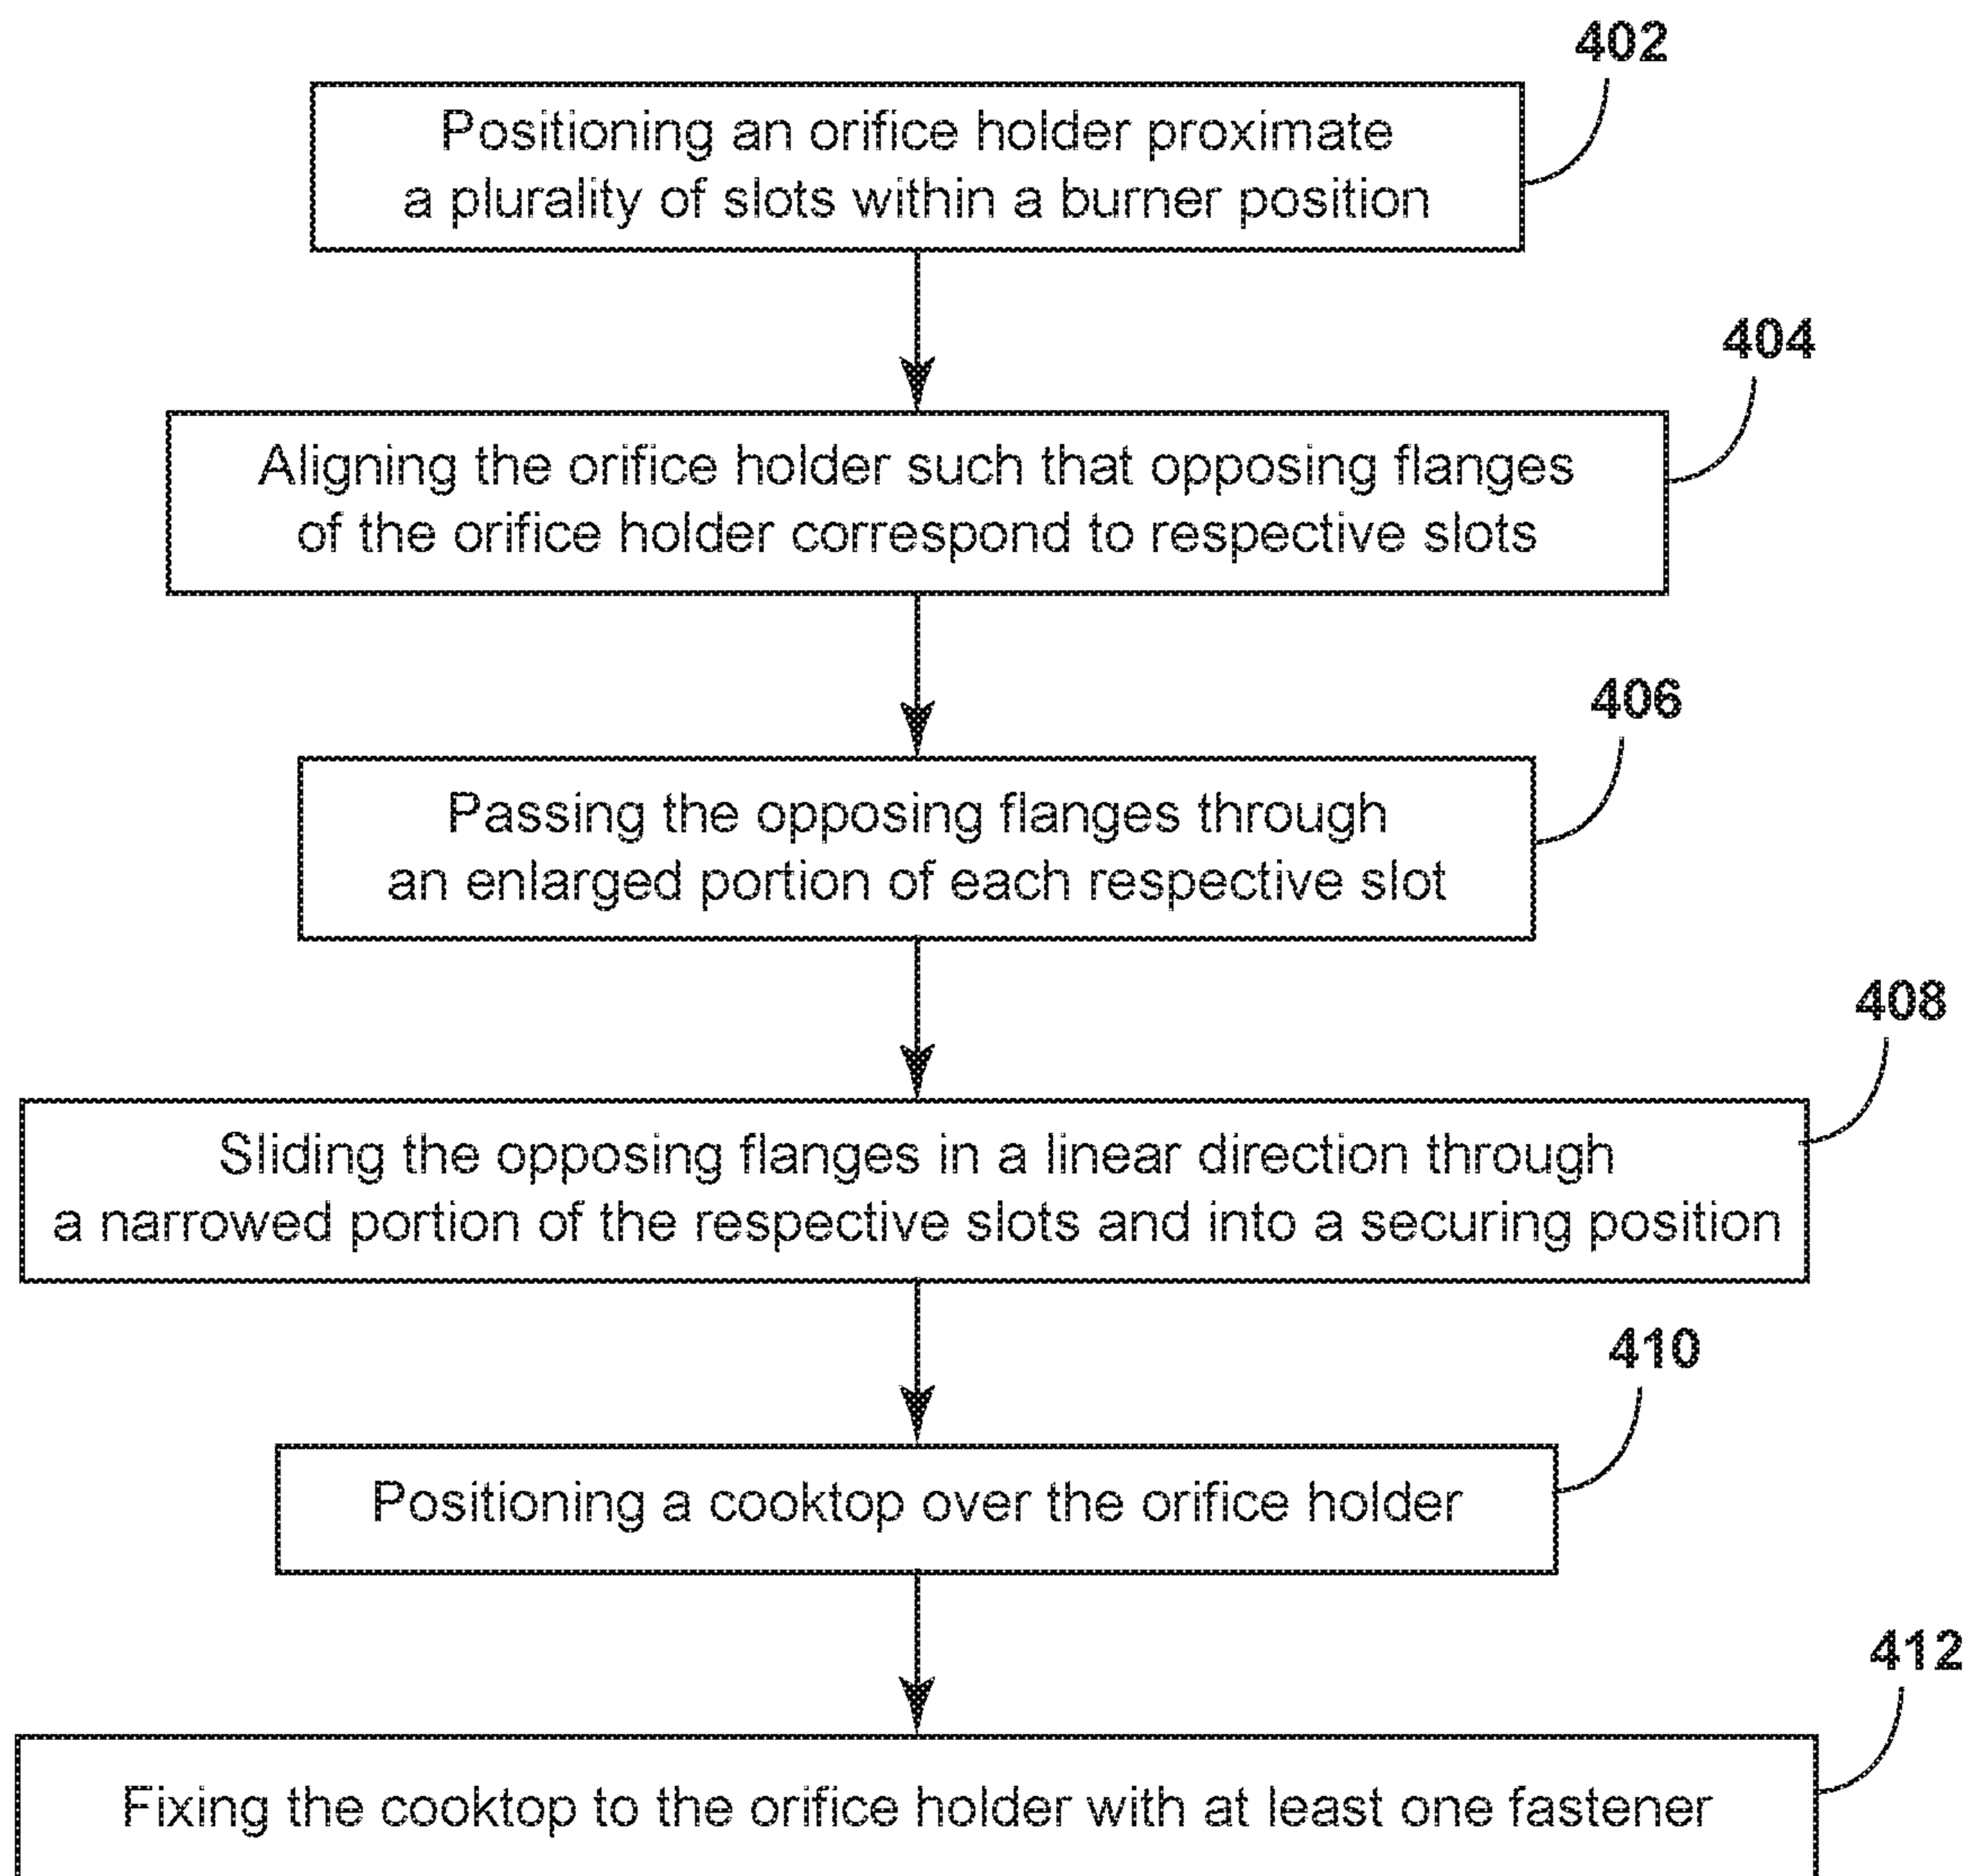 402
Positioning an orifice holder proximate
a plurality of slots within a burner position
404
Aligning the orifice holder such that opposing flanges
of the orifice holder correspond to respective slots
406
Passing the opposing flanges through
an enlarged portion of each respective slot
408
Sliding the opposing flanges in a linear direction through
a narrowed portion of the respective slots and into a securing position
410
Positioning a cooktop over the orifice holder
412
Fixing the cooktop to the orifice holder with at least one fastener